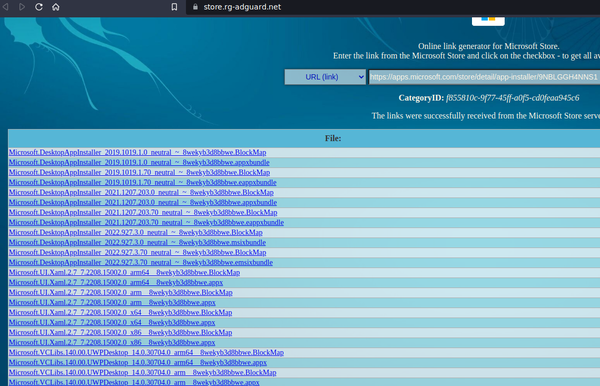 store.rg-adguard.net
Online link generator for Microsoft Store.
Enter the link from the Microsoft Store and click on the checkbox - to get all av
URL (link)
https://apps.microsoft.com/store/detail/app-installer/9NBLGGH4NNS1
CategoryID: f855810c-9f77-45ff-a0f5-cd0feaa945c6
The links were successfully received from the Microsoft Store serve
File:
Microsoft.DesktopAppInstaller_2019.1019.1.0_neutral_~_8wekyb3d8bbwe.BlockMap
Microsoft.DesktopAppInstaller_2019.1019.1.0_neutral_~_8wekyb3d8bbwe.appxbundle
Microsoft.DesktopAppInstaller_2019.1019.1.70_neutral_~_8wekyb3d8bbwe.BlockMap
Microsoft.DesktopAppInstaller_2019.1019.1.70_neutral_~_8wekyb3d8bbwe.eappxbundle
Microsoft.DesktopAppInstaller_2021.1207.203.0_neutral_~_8wekyb3d8bbwe.BlockMap
Microsoft.DesktopAppInstaller_2021.1207.203.0_neutral_~_8wekyb3d8bbwe.appxbundle
Microsoft.DesktopAppInstaller_2021.1207.203.70_neutral_~_8wekyb3d8bbwe.BlockMap
Microsoft.DesktopAppInstaller_2021.1207.203.70_neutral_~_8wekyb3d8bbwe.eappxbundle
Microsoft.DesktopAppInstaller_2022.927.3.0_neutral_~_8wekyb3d8bbwe.BlockMap
Microsoft.DesktopAppInstaller_2022.927.3.0_neutral_~_8wekyb3d8bbwe.msixbundle
Microsoft.DesktopAppInstaller_2022.927.3.70_neutral_~_8wekyb3d8bbwe.BlockMap
Microsoft.DesktopAppInstaller_2022.927.3.70_neutral_~_8wekyb3d8bbwe.emsixbundle
Microsoft.UI.Xaml.2.7_7.2208.15002.0_arm64__8wekyb3d8bbwe.BlockMap
Microsoft.UI.Xaml.2.7_7.2208.15002.0_arm64__8wekyb3d8bbwe.appx
Microsoft.UI.Xaml.2.7_7.2208.15002.0_arm__8wekyb3d8bbwe.BlockMap
Microsoft.UI.Xaml.2.7_7.2208.15002.0_arm__8wekyb3d8bbwe.appx
Microsoft.UI.Xaml.2.7_7.2208.15002.0_x64__8wekyb3d8bbwe.BlockMap
Microsoft.UI.Xaml.2.7_7.2208.15002.0_x64__8wekyb3d8bbwe.appx
Microsoft.UI.Xaml.2.7_7.2208.15002.0_x86__8wekyb3d8bbwe.BlockMap
Microsoft.UI.Xaml.2.7_7.2208.15002.0_x86__8wekyb3d8bbwe.appx
Microsoft.VCLibs.140.00.UWPDesktop_14.0.30704.0_arm64__8wekyb3d8bbwe.BlockMap
Microsoft.VCLibs.140.00.UWPDesktop_14.0.30704.0_arm64__8wekyb3d8bbwe.appx
Microsoft.VCLibs.140.00.UWPDesktop_14.0.30704.0_arm__8wekyb3d8bbwe.BlockMap
Microsoft.VCLibs.140.00.UWPDesktop_14.0.30704.0_arm__8wekyb3d8bbwe.appx